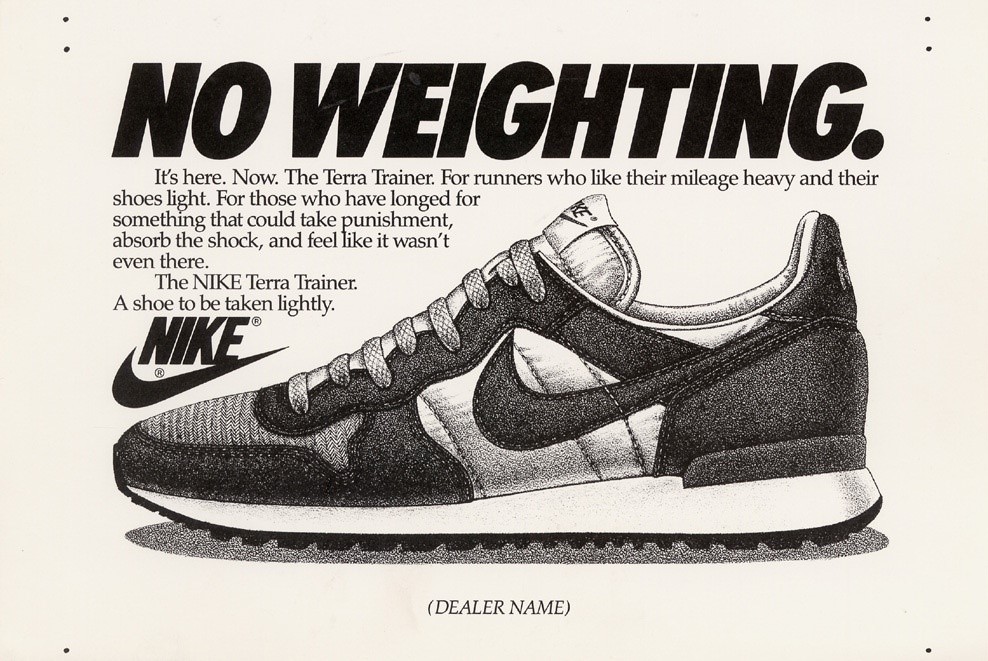 NO WEIGHTING.
It's here. Now. The Terra Trainer. For runners who like their mileage heavy and their
shoes light. For those who have longed for
something that could take punishment,
absorb the shock, and feel like it wasn't
even there.
The NIKE Terra Trainer.
A shoe to be taken lightly.
NIKE®
®
NIKE®
(DEALER NAME)